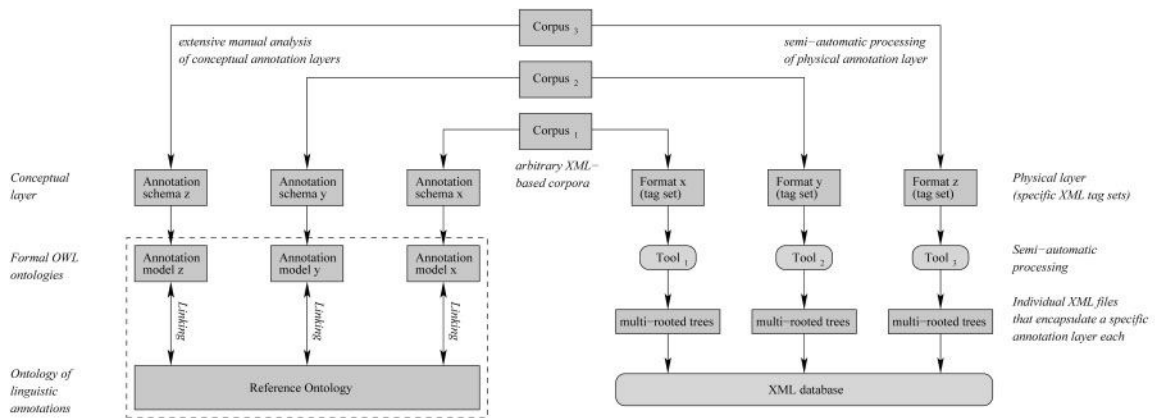 Corpus 3
extensive manual analysis
of conceptual annotation layers
semi−automatic processing
of physical annotation layer
Corpus 2
Corpus 1
arbitrary XML−
based corpora
Conceptual
layer
Annotation
schema z
Annotation
schema y
Annotation
schema x
Format x
(tag set)
Format y
(tag set)
Format z
(tag set)
Physical layer
(specific XML tag sets)
Formal OWL
ontologies
Annotation
model z
Annotation
model y
Annotation
model x
Tool 1
Tool 2
Tool 3
Semi−automatic
processing
Linking
Linking
Linking
multi−rooted trees
multi−rooted trees
multi−rooted trees
Individual XML files
that encapsulate a specific
annotation layer each
Ontology of
linguistic
annotations
Reference Ontology
XML database